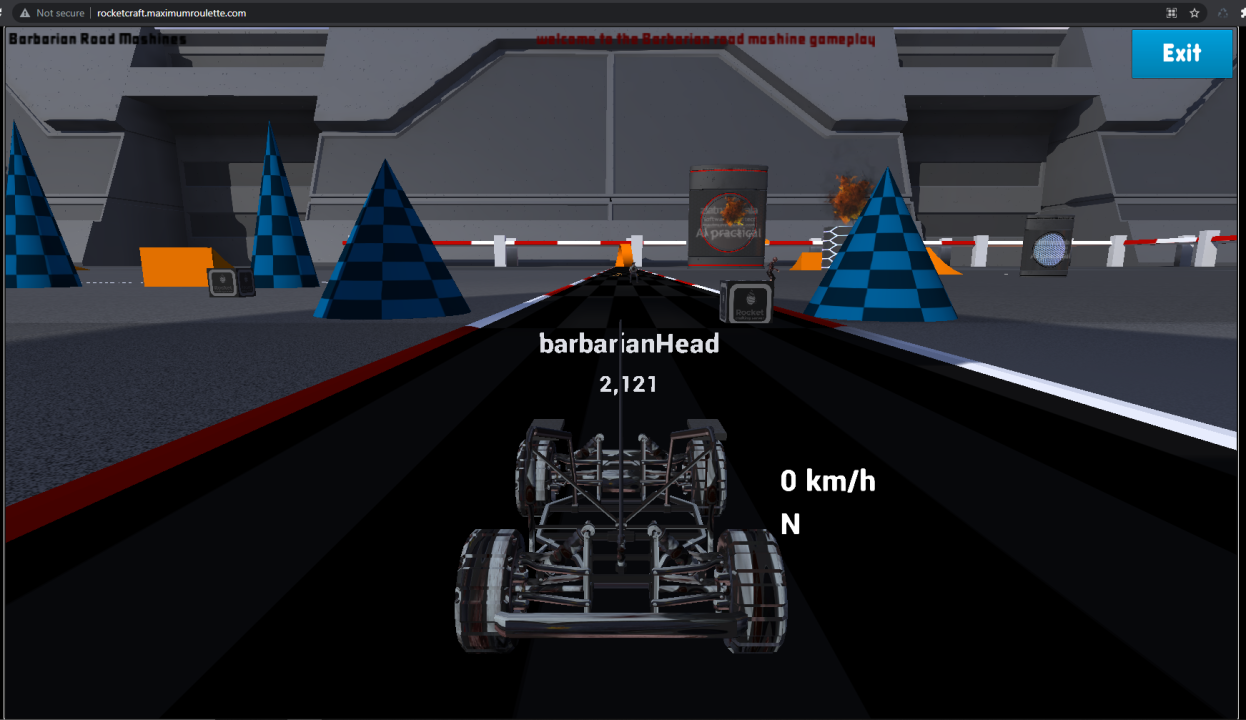 Not secure
rocketcraft.maximumroulette.com
Barbarian Road Mashines
welcome to the Barbarian road mashine gameplay
Exit
AI practical
Rocket
barbarianHead
2,121
0 km/h
N